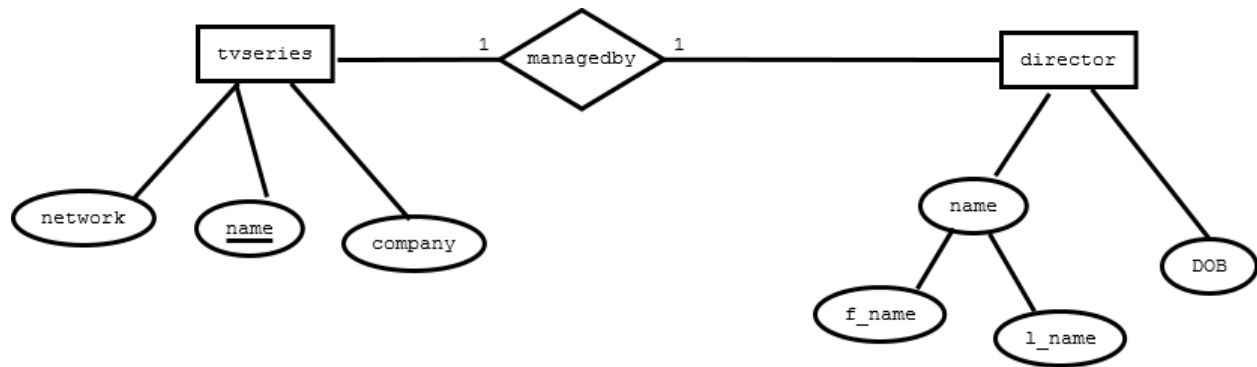 tvseries
1
managedby
1
director
network
name
company
name
DOB
f_name
l_name